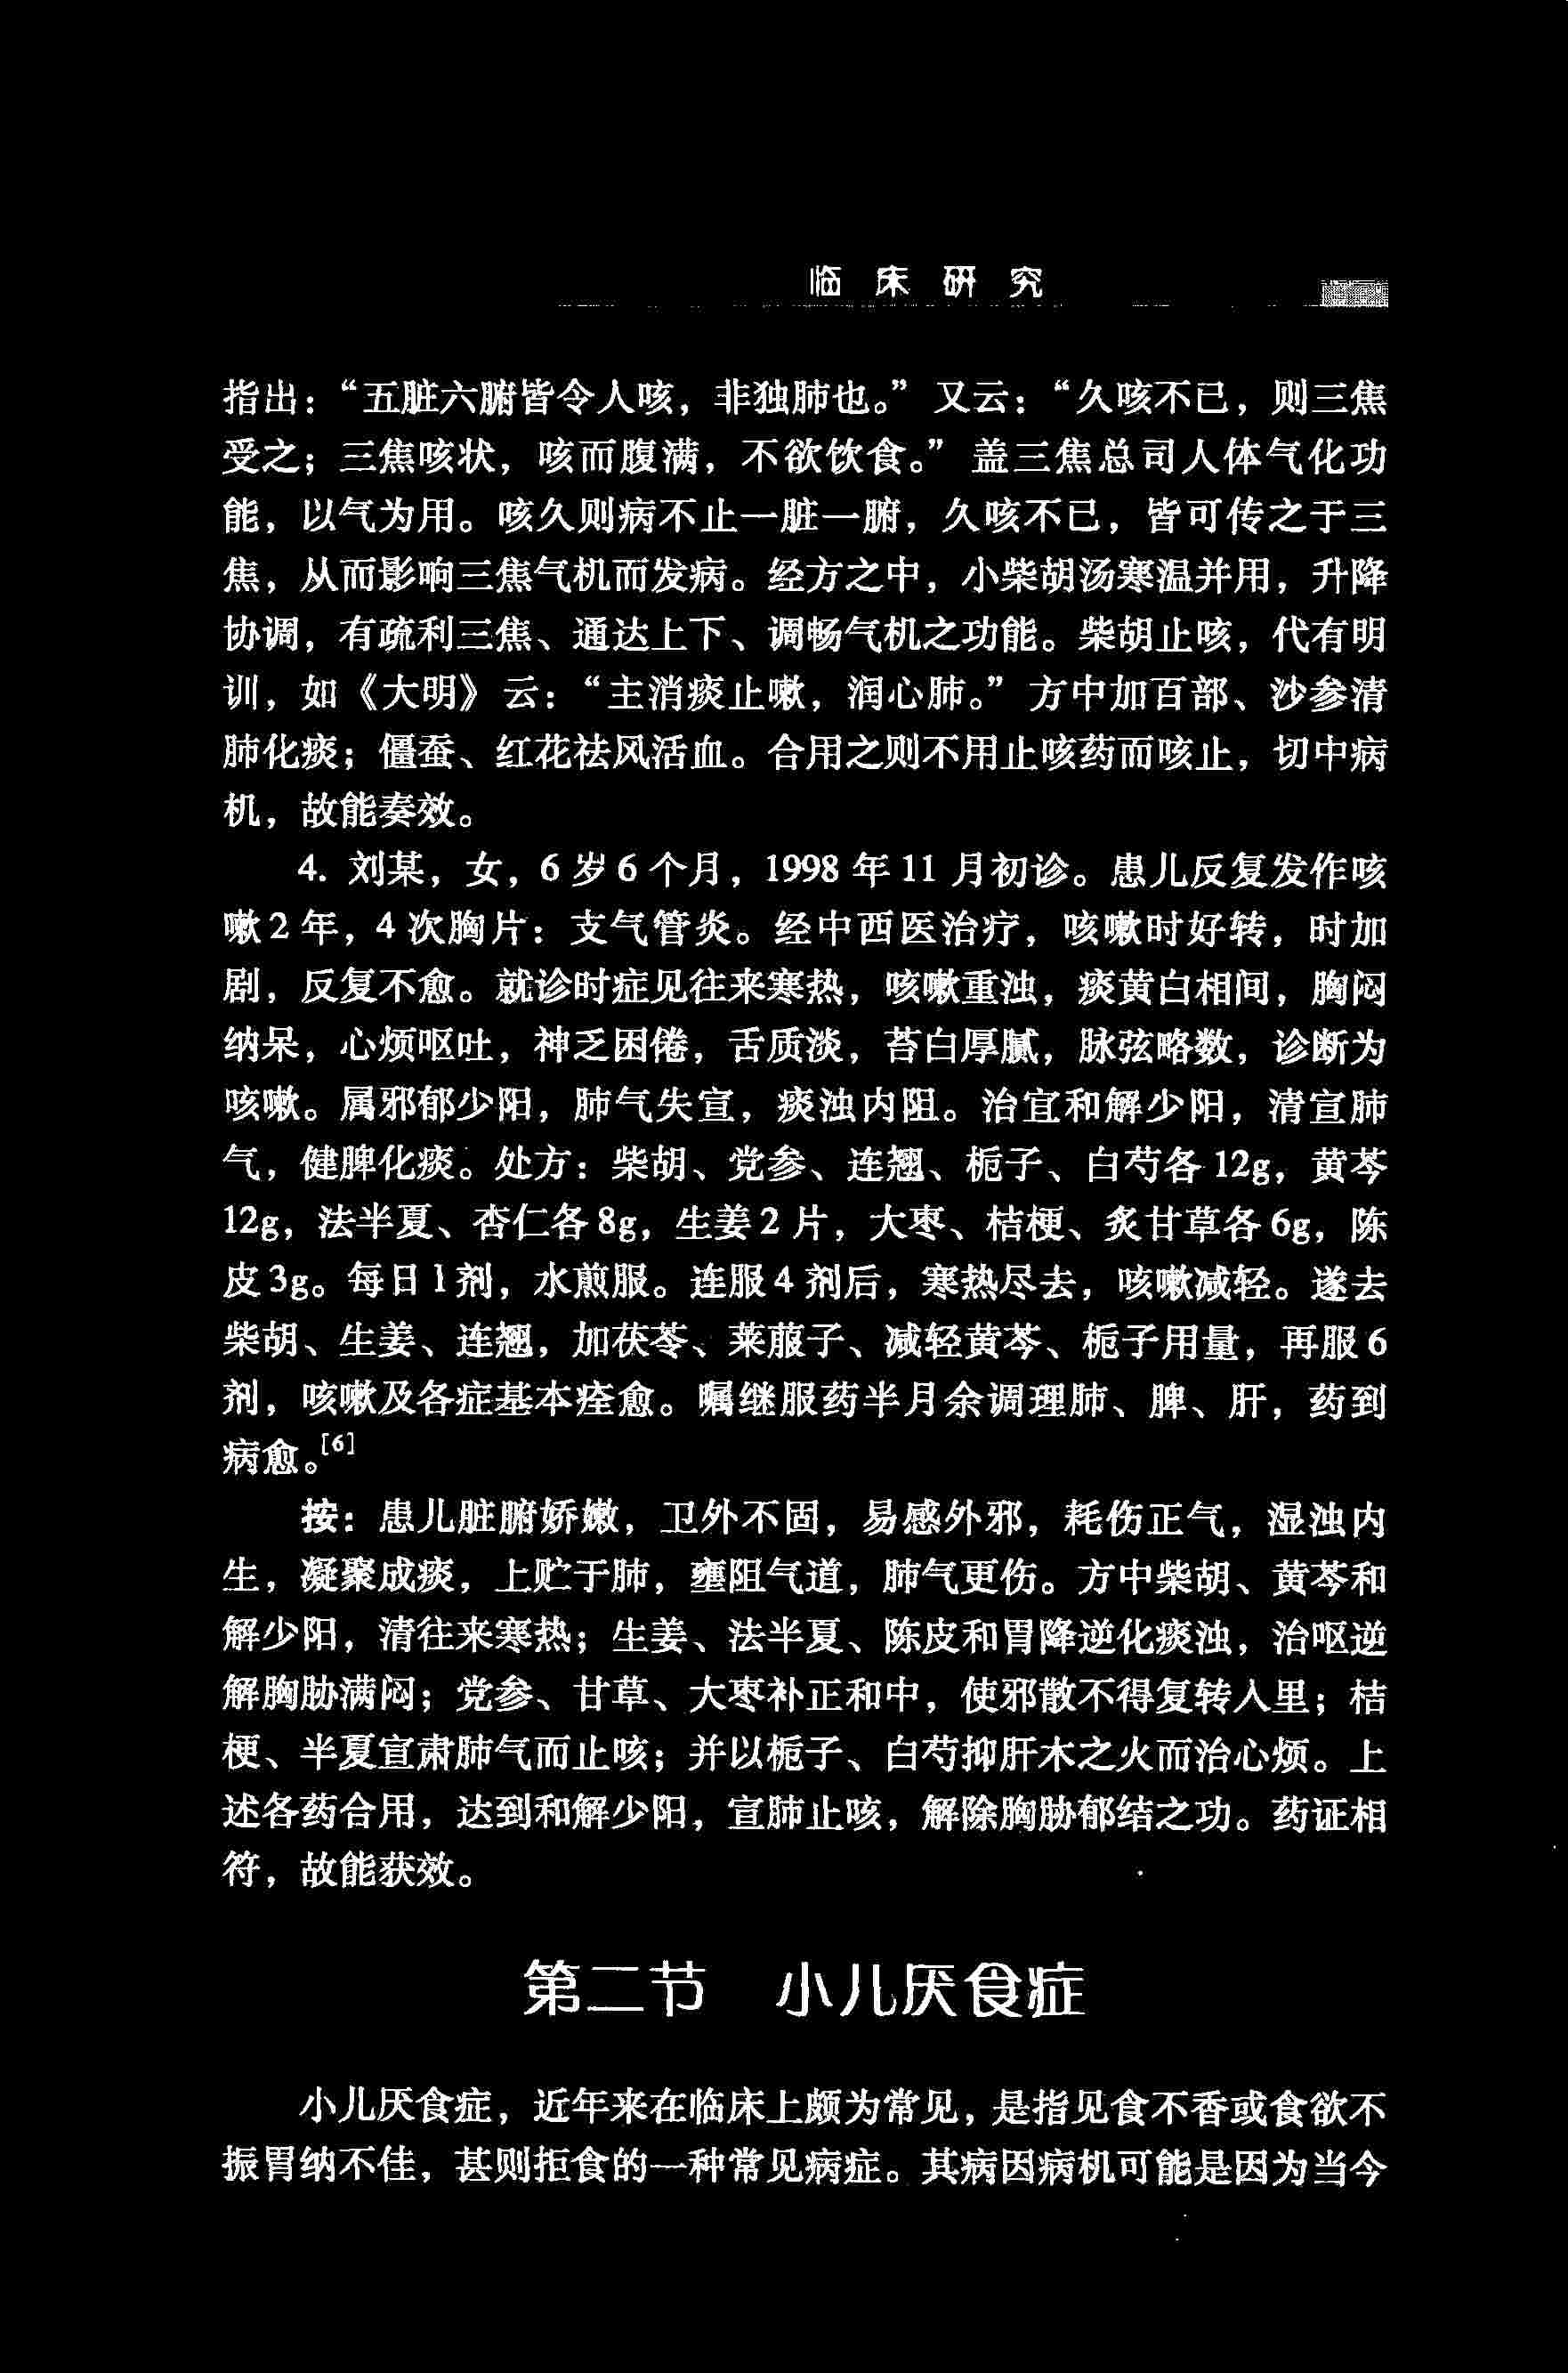 临床研究
指出：“五脏六腑皆令人咳，非独肺也。”又云：“久咳不已，则三焦
受之；三焦咳状，咳而腹满，不欲饮食。”盖三焦总司人体气化功
能，以气为用。咳久则病不止一脏一腑，久咳不已，皆可传之于三
焦，从而影响三焦气机而发病。经方之中，小柴胡汤寒温并用，升降
协调，有疏利三焦、通达上下、调畅气机之功能。柴胡止咳，代有明
训，如《大明》云：“主消痰止嗽，润心肺。”方中加百部、沙参清
肺化痰；僵蚕、红花祛风活血。合用之则不用止咳药而咳止，切中病
机，故能奏效。
4. 刘某，女，6岁6个月，1998年11月初诊。患儿反复发作咳
嗽2年，4次胸片：支气管炎。经中西医治疗，咳嗽时好转，时加
剧，反复不愈。就诊时症见往来寒热，咳嗽重浊，痰黄白相间，胸闷
纳呆，心烦呕吐，神乏困倦，舌质淡，苔白厚腻，脉弦略数，诊断为
咳嗽。属邪郁少阳，肺气失宣，痰浊内阻。治宜和解少阳，清宣肺
气，健脾化痰。处方：柴胡、党参、连翘、栀子、白芍各12g，黄芩
12g，法半夏、杏仁各8g，生姜2片，大枣、桔梗、炙甘草各6g，陈
皮3g。每日1剂，水煎服。连服4剂后，寒热尽去，咳嗽减轻。遂去
柴胡、生姜、连翘，加茯苓、莱菔子、减轻黄芩、栀子用量，再服6
剂，咳嗽及各症基本痊愈。嘱继服药半月余调理肺、脾、肝，药到
病愈。[6]
按：患儿脏腑娇嫩，卫外不固，易感外邪，耗伤正气，湿浊内
生，凝聚成痰，上贮于肺，壅阻气道，肺气更伤。方中柴胡、黄芩和
解少阳，清往来寒热；生姜、法半夏、陈皮和胃降逆化痰浊，治呕逆
解胸胁满闷；党参、甘草、大枣补正和中，使邪散不得复转入里；桔
梗、半夏宣肃肺气而止咳；并以栀子、白芍抑肝木之火而治心烦。上
述各药合用，达到和解少阳，宣肺止咳，解除胸胁郁结之功。药证相
符，故能获效。
第二节 小儿厌食症
小儿厌食症，近年来在临床上颇为常见，是指见食不香或食欲不
振胃纳不佳，甚则拒食的一种常见病症。其病因病机可能是因为当今